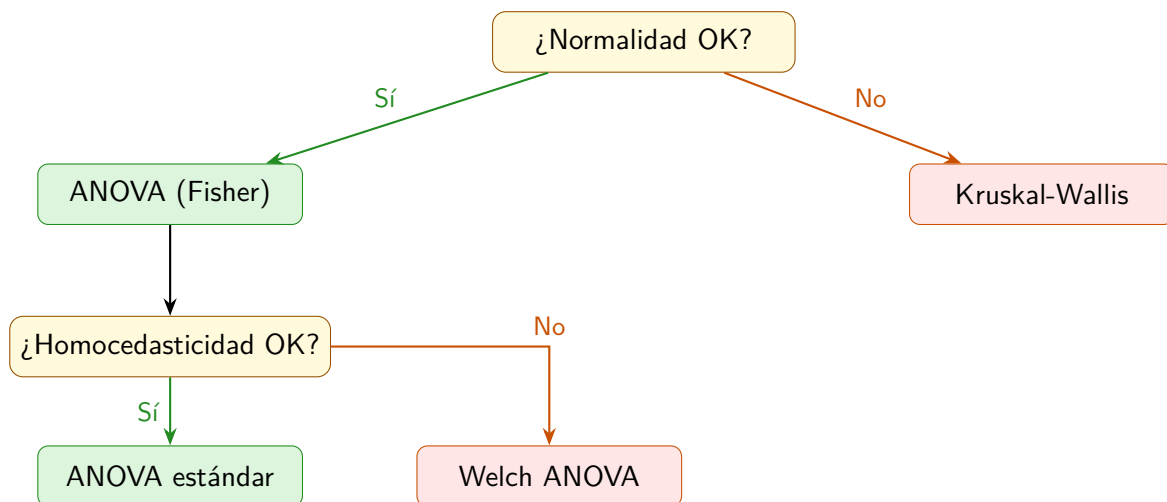 ¿Normalidad OK?
Sí
No
ANOVA (Fisher)
Kruskal-Wallis
¿Homocedasticidad OK?
No
Sí
ANOVA estándar
Welch ANOVA